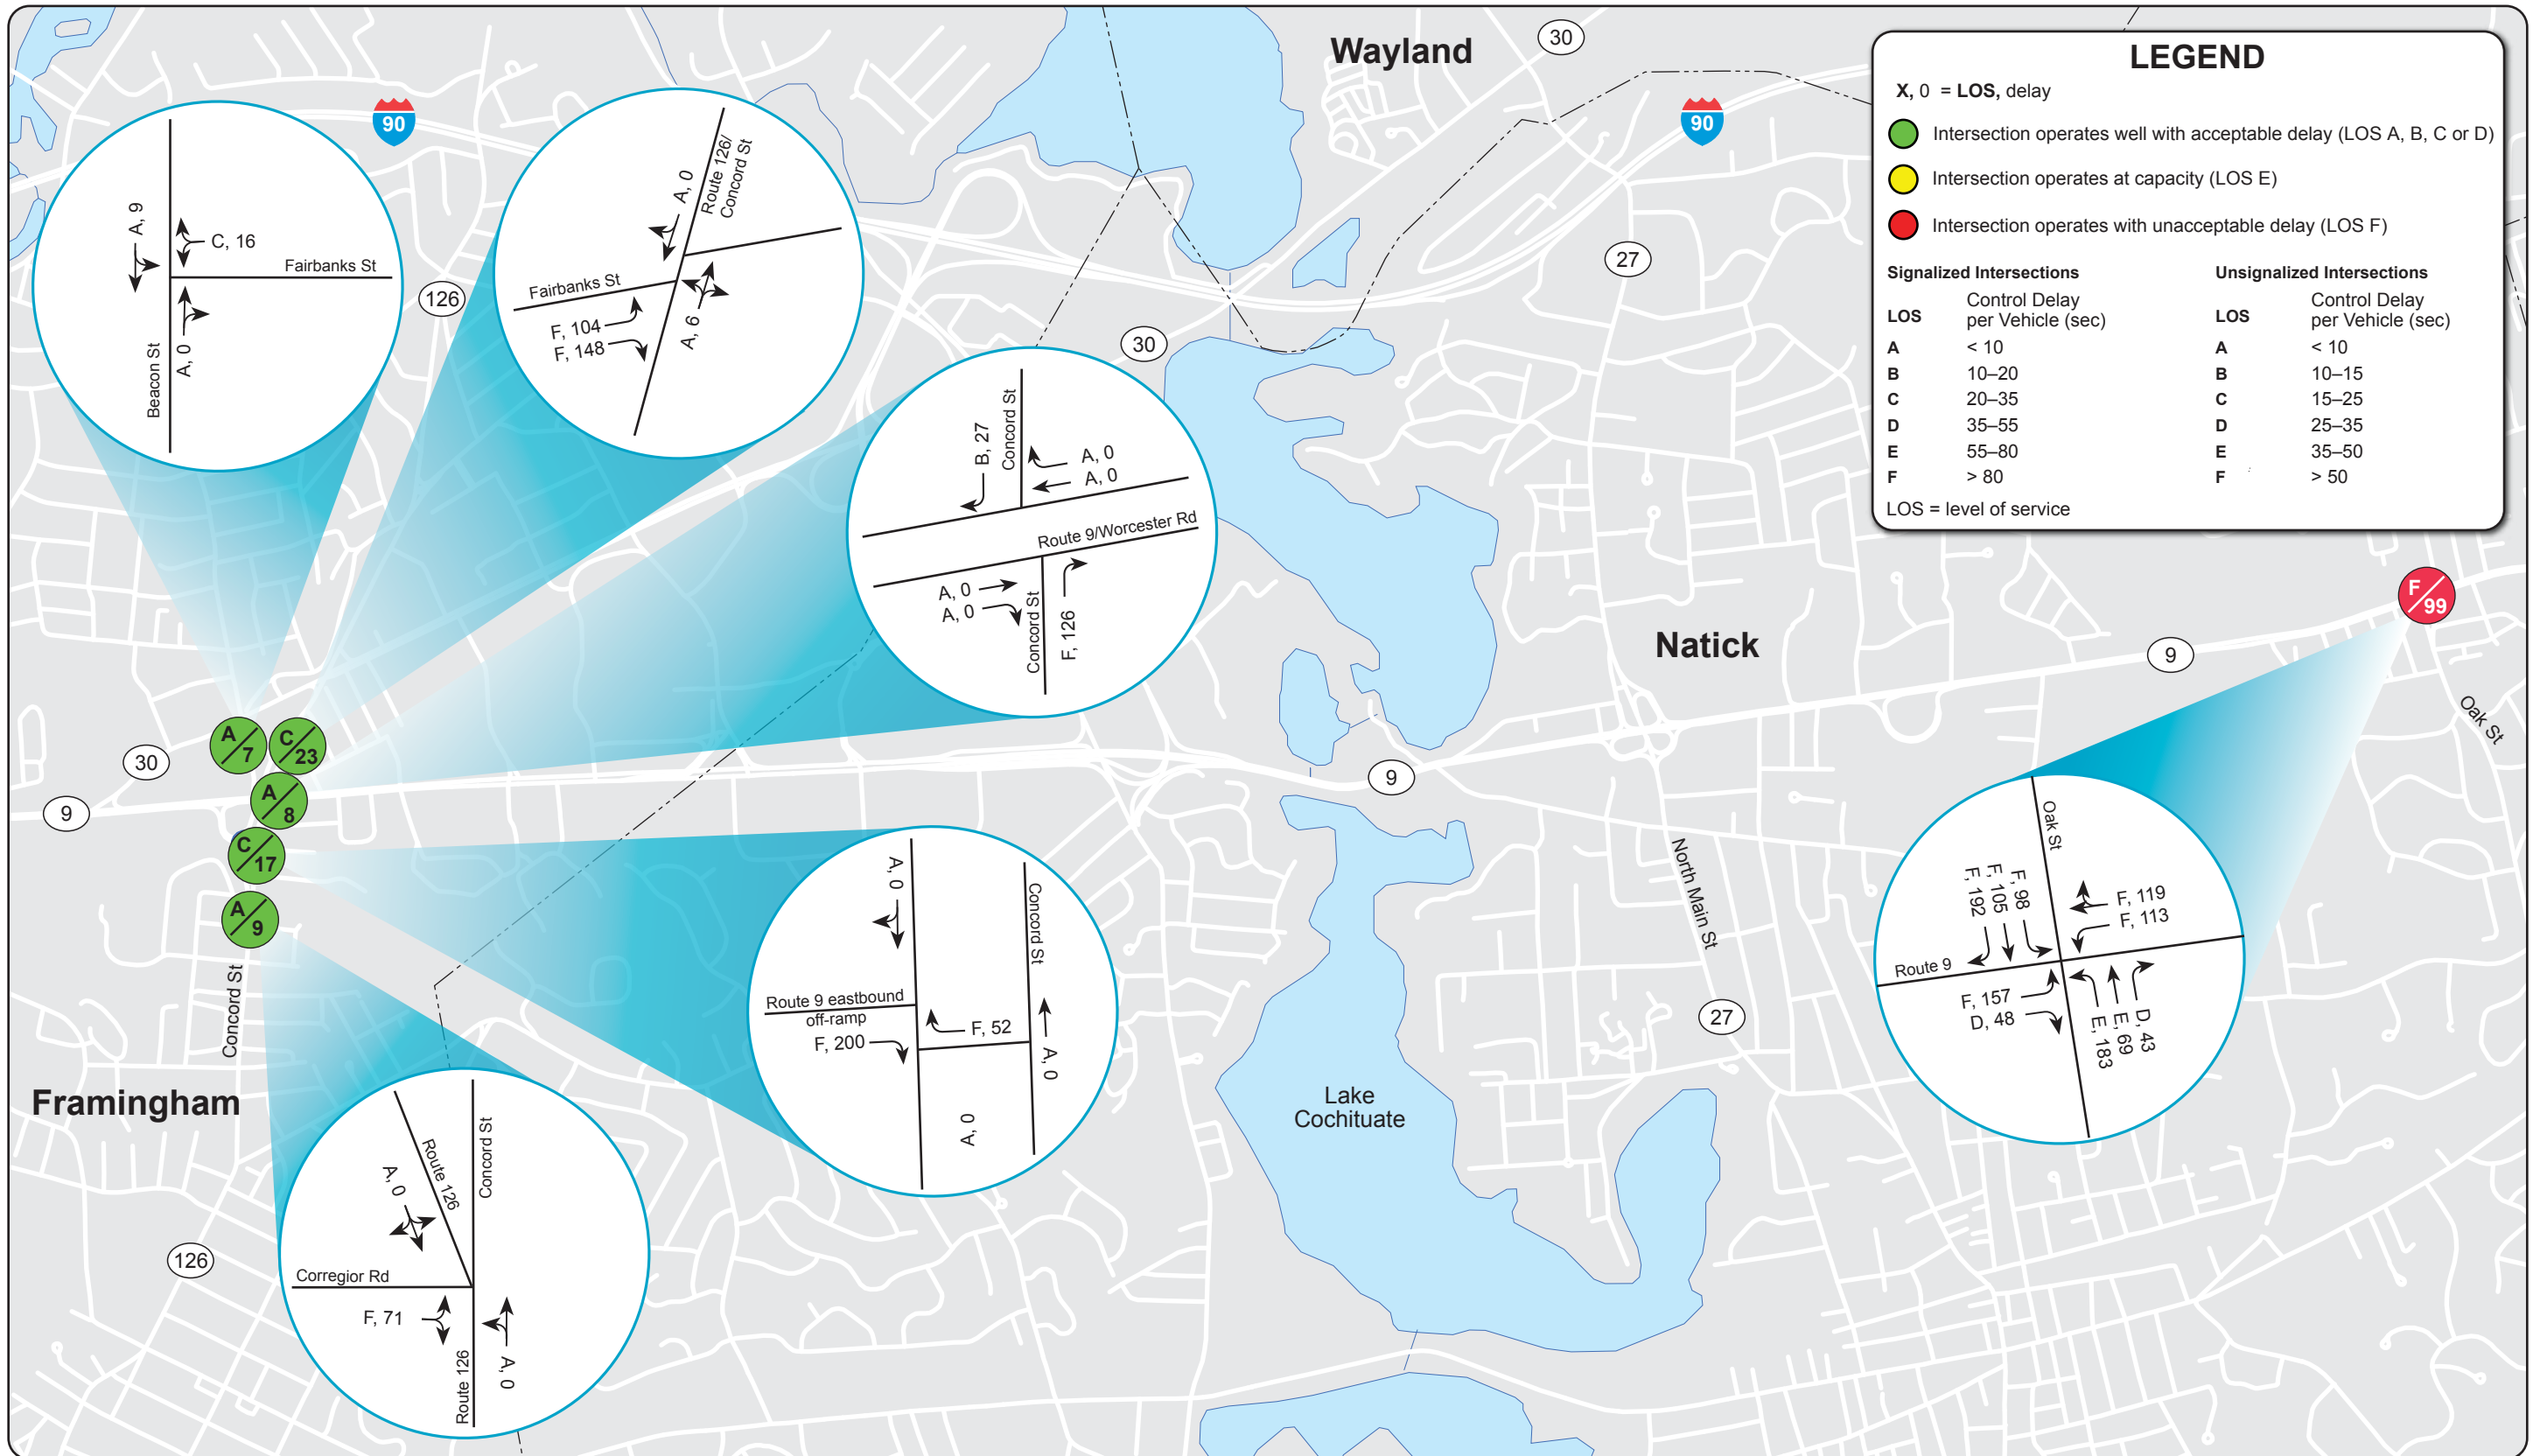 Wayland
30
LEGEND
X, 0 = LOS, delay
Intersection operates well with acceptable delay (LOS A, B, C or D)
Intersection operates at capacity (LOS E)
Intersection operates with unacceptable delay (LOS F)
Signalized Intersections
LOS
Control Delay
per Vehicle (sec)
A < 10
B 10–20
C 20–35
D 35–55
E 55–80
F > 80
Unsignalized Intersections
LOS
Control Delay
per Vehicle (sec)
A < 10
B 10–15
C 15–25
D 25–35
E 35–50
F > 50
LOS = level of service
90
90
126
27
30
A, 9
C, 16
Fairbanks St
Beacon St
A, 0
A, 0
Route 126/
Concord St
Fairbanks St
F, 104
F, 148
A, 6
B, 27
Concord St
A, 0
A, 0
Route 9/Worcester Rd
A, 0
A, 0
Concord St
F, 126
Natick
F/99
9
Oak St
A/7
C/23
30
A/8
9
C/17
A/9
9
Concord St
North Main St
27
Framingham
126
Lake
Cochituate
A, 0
Concord St
Route 9 eastbound
off-ramp
F, 52
F, 200
A, 0
A, 0
Oak St
F, 192
F, 105
F, 98
F, 119
F, 113
Route 9
F, 157
D, 48
E, 183
E, 69
D, 43
Route 126
Concord St
A, 0
Corregior Rd
F, 71
Route 126
A, 0